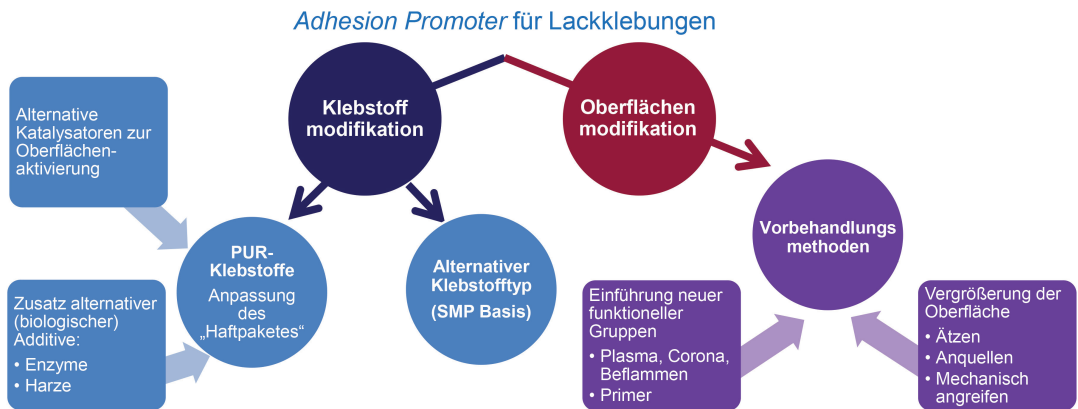 Adhesion Promoter für Lackklebungen
Klebstoff
modifikation
Oberflächen
modifikation
Alternative
Katalysatoren zur
Oberflächen-
aktivierung
Vorbehandlungs
methoden
PUR-
Klebstoffe
Anpassung
des
„Haftpaketes“
Alternativer
Klebstofftyp
(SMP Basis)
Zusatz alternativer
(biologischer)
Additive:
• Enzyme
• Harze
Einführung neuer
funktioneller
Gruppen
• Plasma, Corona,
Beflammen
• Primer
Vergrößerung der
Oberfläche
• Ätzen
• Anquellen
• Mechanisch
angreifen